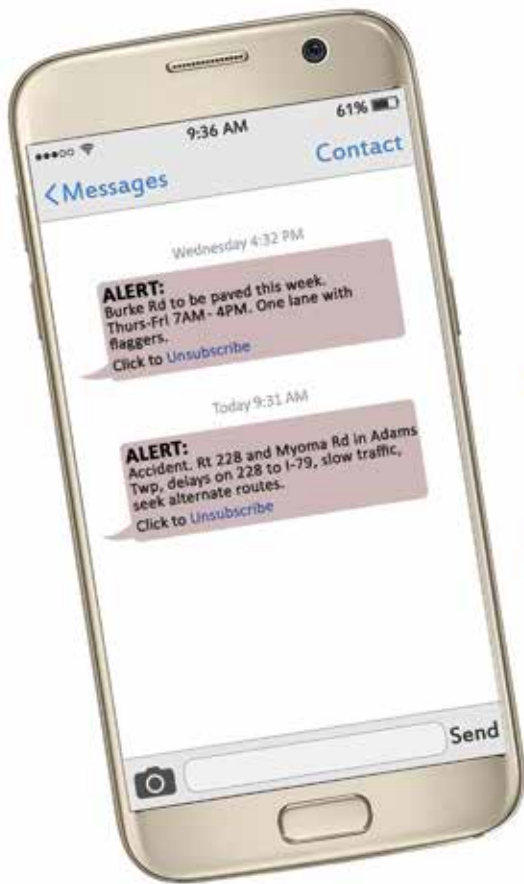 9:36 AM
61%
<Messages
Contact
Wednesday 4:32 PM
ALERT:
Burke Rd to be paved this week.
Thurs-Fri 7AM - 4PM. One lane with
flaggers.
Click to Unsubscribe
Today 9:31 AM
ALERT:
Accident. Rt 228 and Myoma Rd in Adams
Twp, delays on 228 to I-79, slow traffic,
seek alternate routes.
Click to Unsubscribe
Send